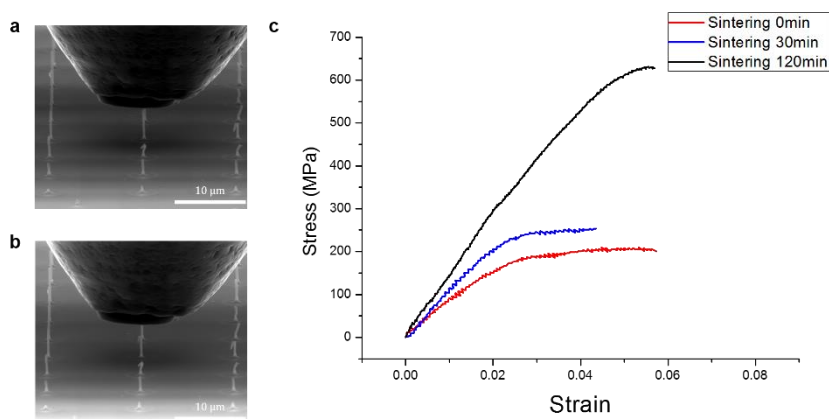 a
10 µm
b
10 µm
c
Sintering 0min
Sintering 30min
Sintering 120min
700
600
500
400
300
200
100
0
Stress (MPa)
0.00
0.02
0.04
0.06
0.08
Strain